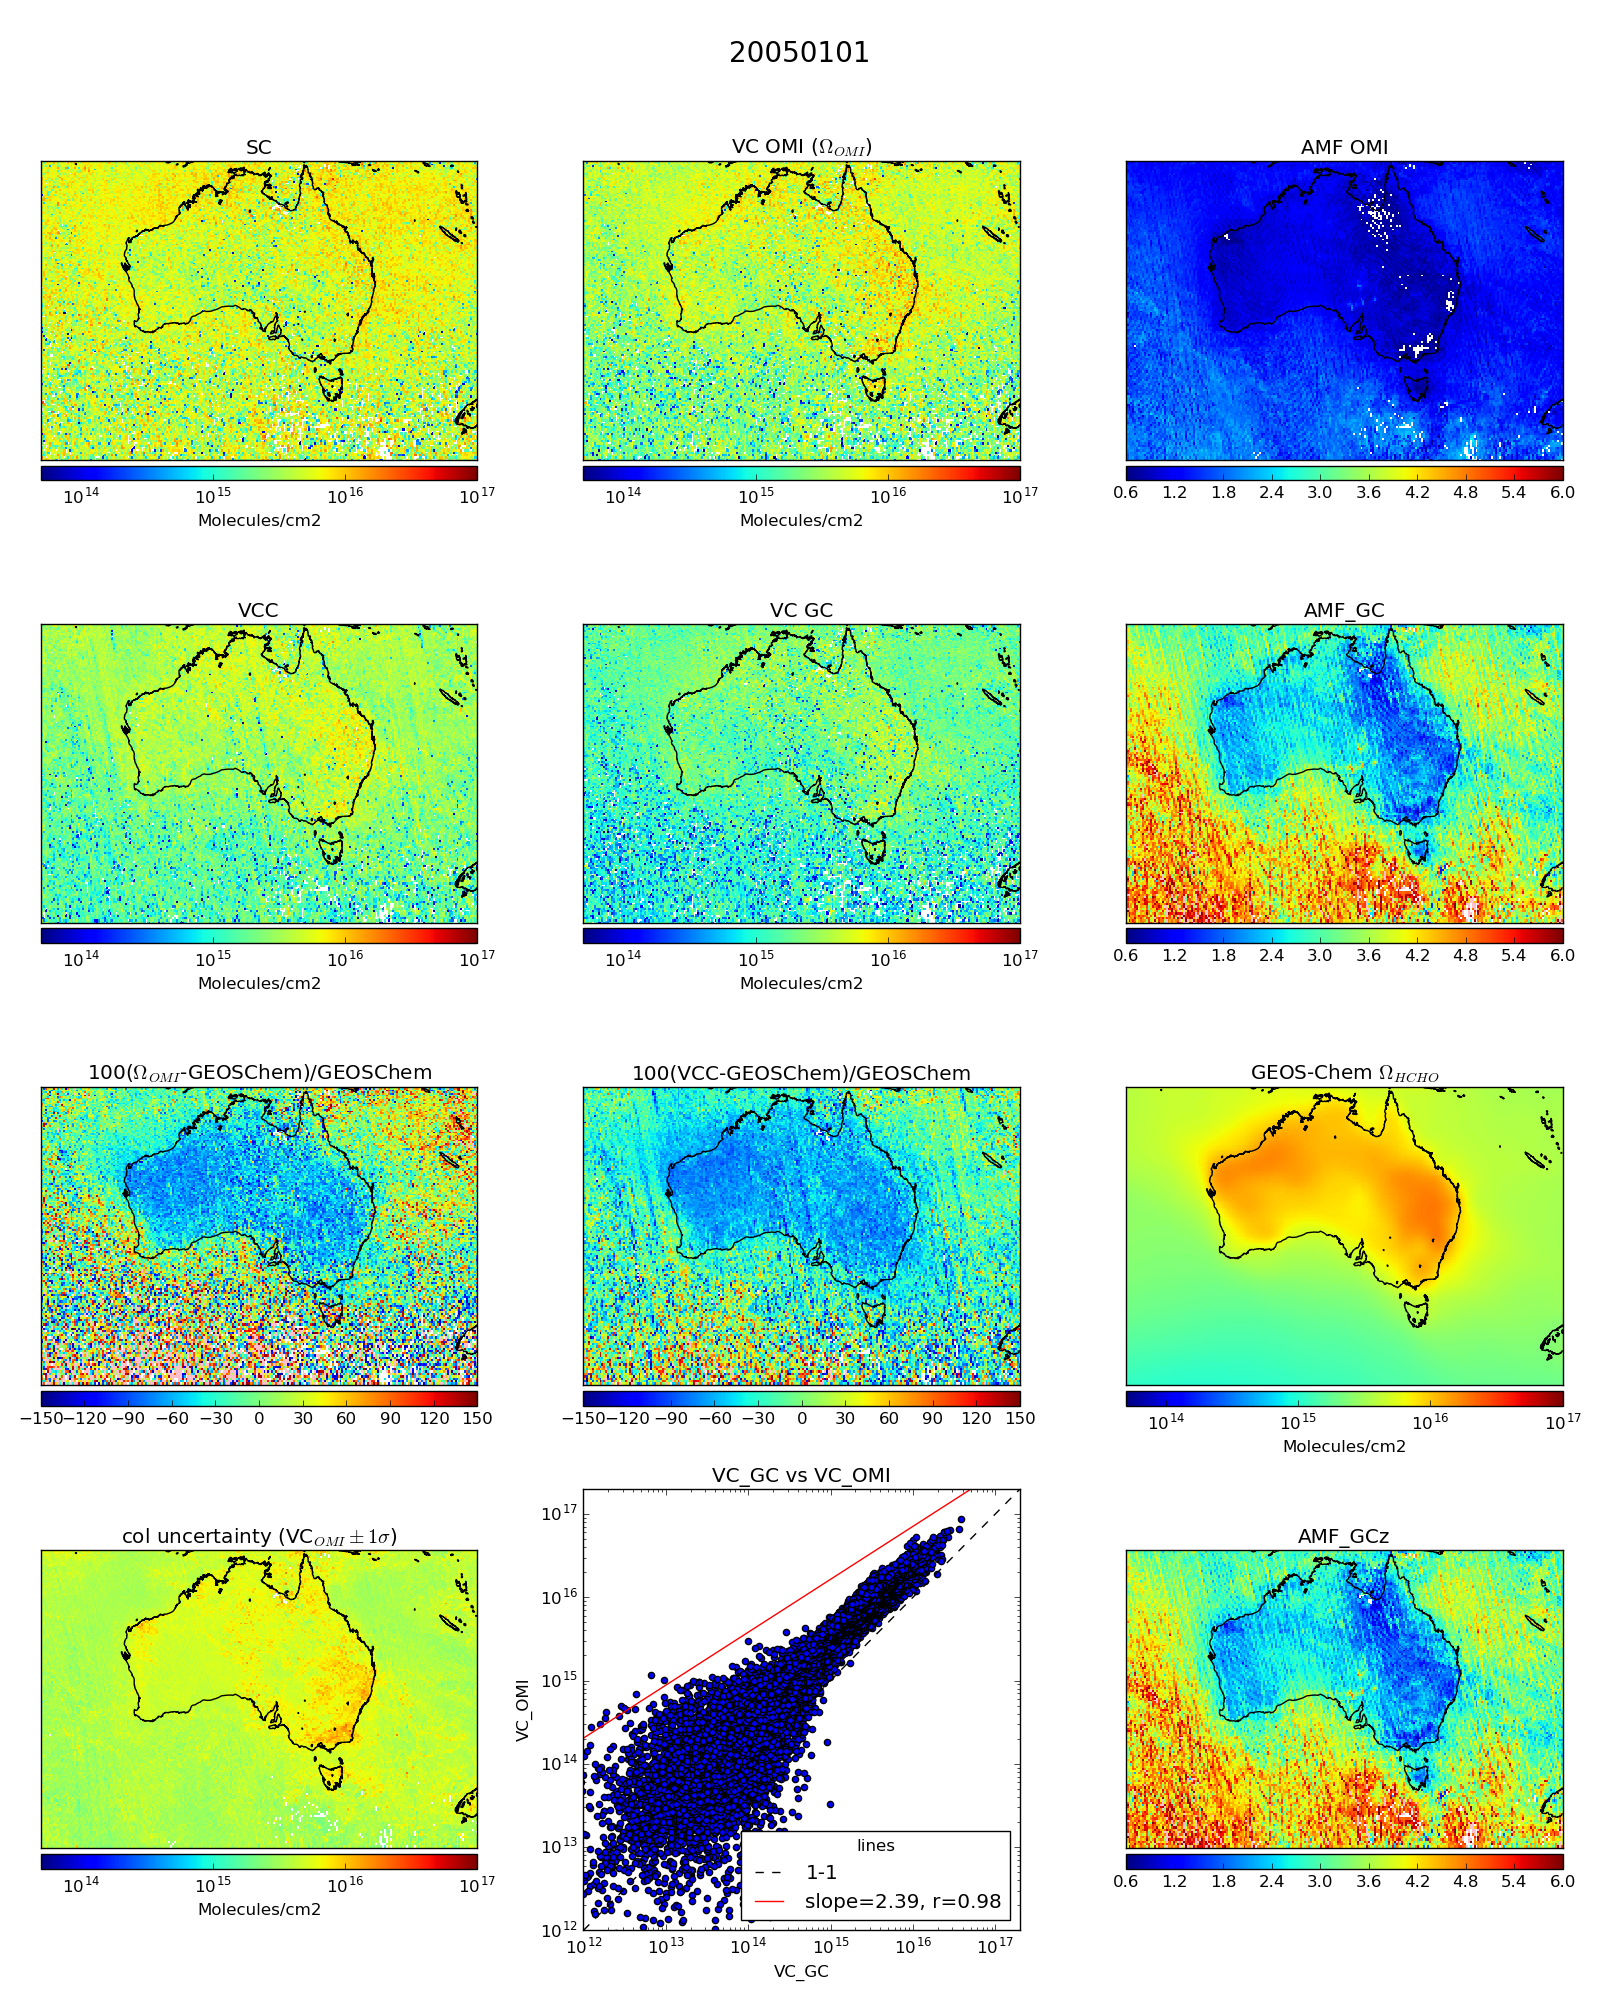 20050101
SC
VC OMI (Ω_OMI)
AMF OMI
10^14 10^15 10^16 10^17
Molecules/cm2
10^14 10^15 10^16 10^17
Molecules/cm2
0.6 1.2 1.8 2.4 3.0 3.6 4.2 4.8 5.4 6.0
VCC
VC GC
AMF_GC
10^14 10^15 10^16 10^17
Molecules/cm2
10^14 10^15 10^16 10^17
Molecules/cm2
0.6 1.2 1.8 2.4 3.0 3.6 4.2 4.8 5.4 6.0
100(Ω_OMI-GEOSChem)/GEOSChem
100(VCC-GEOSChem)/GEOSChem
GEOS-Chem Ω_HCHO
−150 −120 −90 −60 −30 0 30 60 90 120 150
−150 −120 −90 −60 −30 0 30 60 90 120 150
10^14 10^15 10^16 10^17
Molecules/cm2
col uncertainty (VC_OMI ± 1σ)
10^14 10^15 10^16 10^17
Molecules/cm2
VC_GC vs VC_OMI
10^17
10^16
10^15
10^14
10^13
10^12
VC_OMI
lines
1-1
slope=2.39, r=0.98
10^12 10^13 10^14 10^15 10^16 10^17
VC_GC
AMF_GCz
0.6 1.2 1.8 2.4 3.0 3.6 4.2 4.8 5.4 6.0